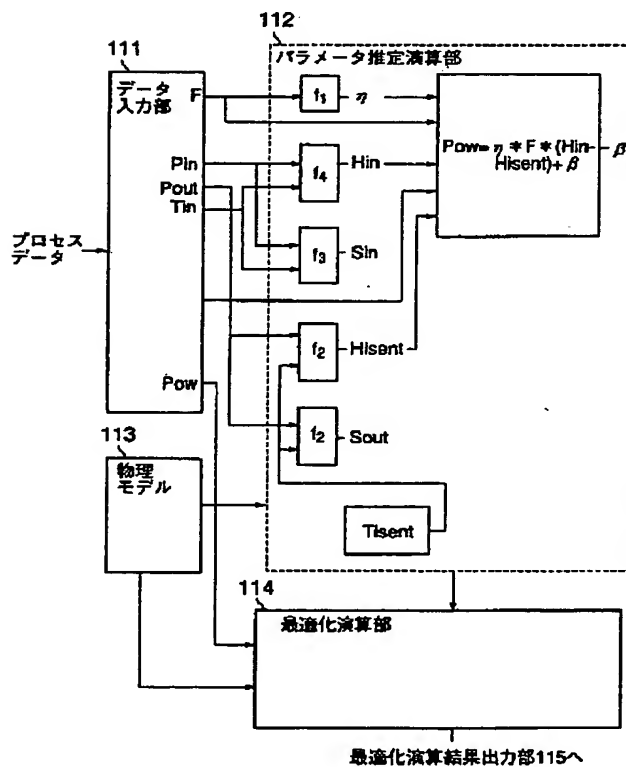 112
111
パラメータ推定演算部
データ
入力部
F
f1
η
Pow=η*F*(Hin-
Hisent)+β
β
Pin
Pout
Tin
f4
Hin
プロセス
データ
f3
Sin
f2
Hisent
Pow
f2
Sout
113
物理
モデル
Tisent
114
最適化演算部
最適化演算結果出力部115へ